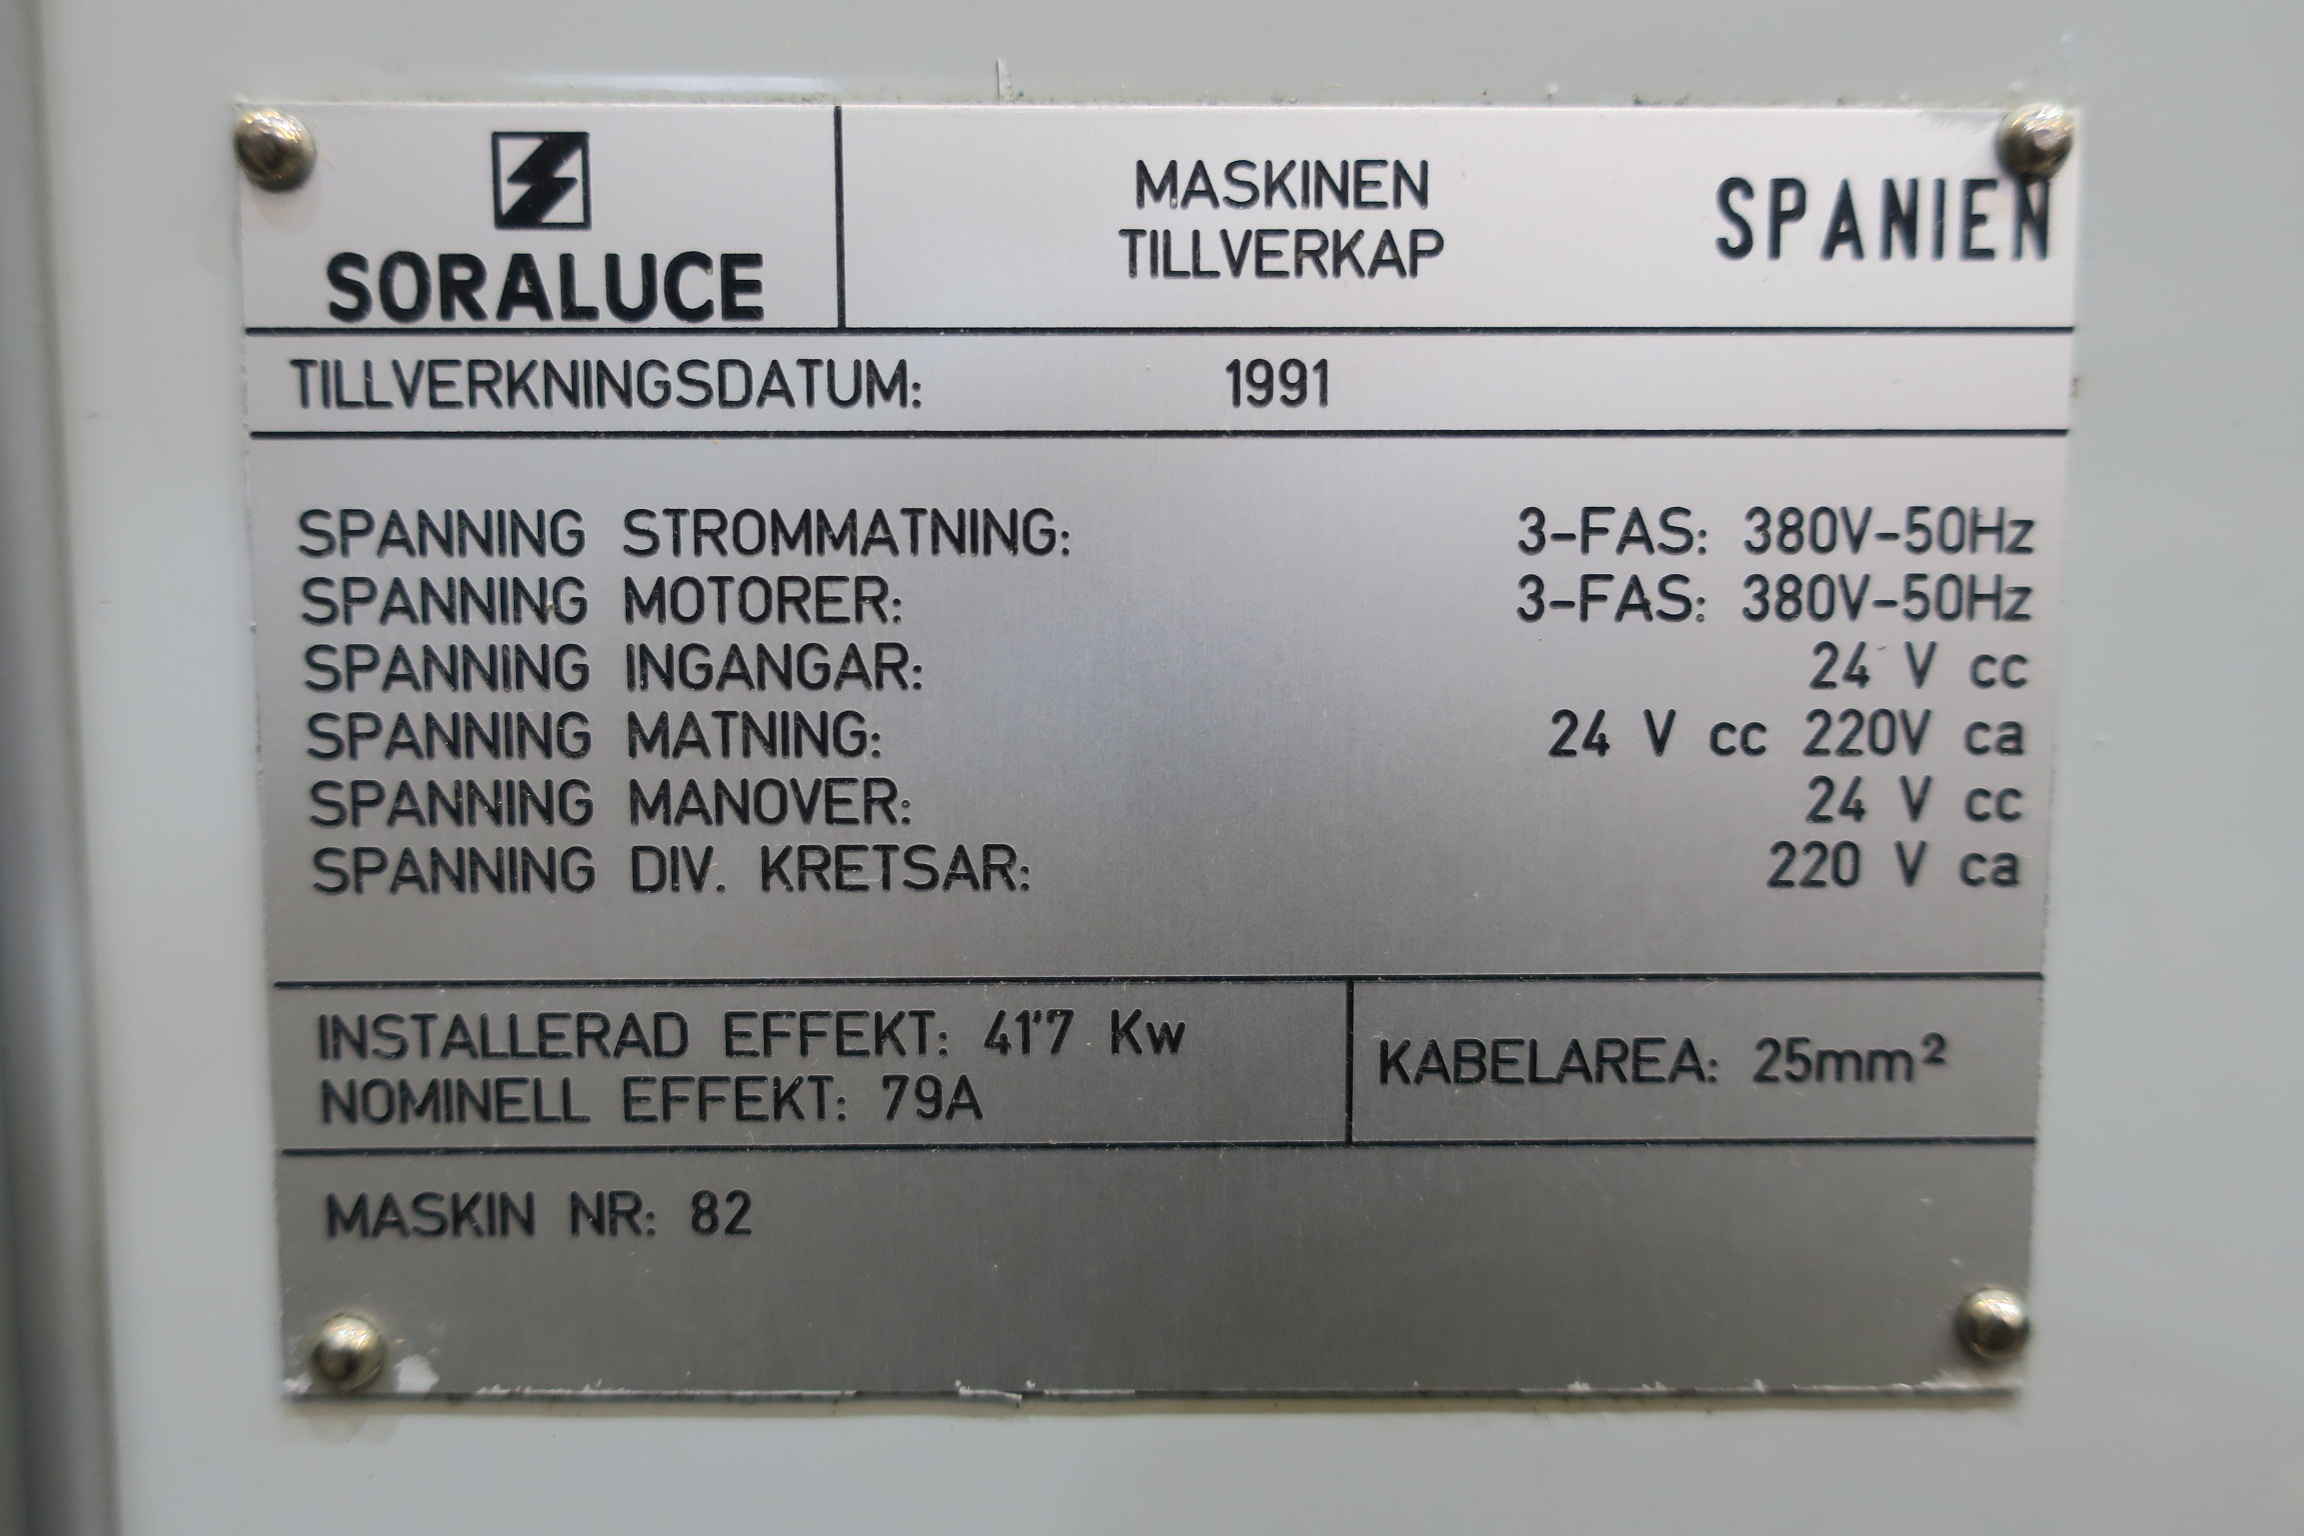 SORALUCE
MASKINEN
TILLVERKAP
SPANIEN
TILLVERKNINGSDATUM: 1991
SPANNING STROMMATNING: 3-FAS: 380V-50Hz
SPANNING MOTORER: 3-FAS: 380V-50Hz
SPANNING INGANGAR: 24 V cc
SPANNING MATNING: 24 V cc 220V ca
SPANNING MANOVER: 24 V cc
SPANNING DIV. KRETSAR: 220 V ca
INSTALLERAD EFFEKT: 41'7 Kw
NOMINELL EFFEKT: 79A
KABELAREA: 25mm²
MASKIN NR: 82